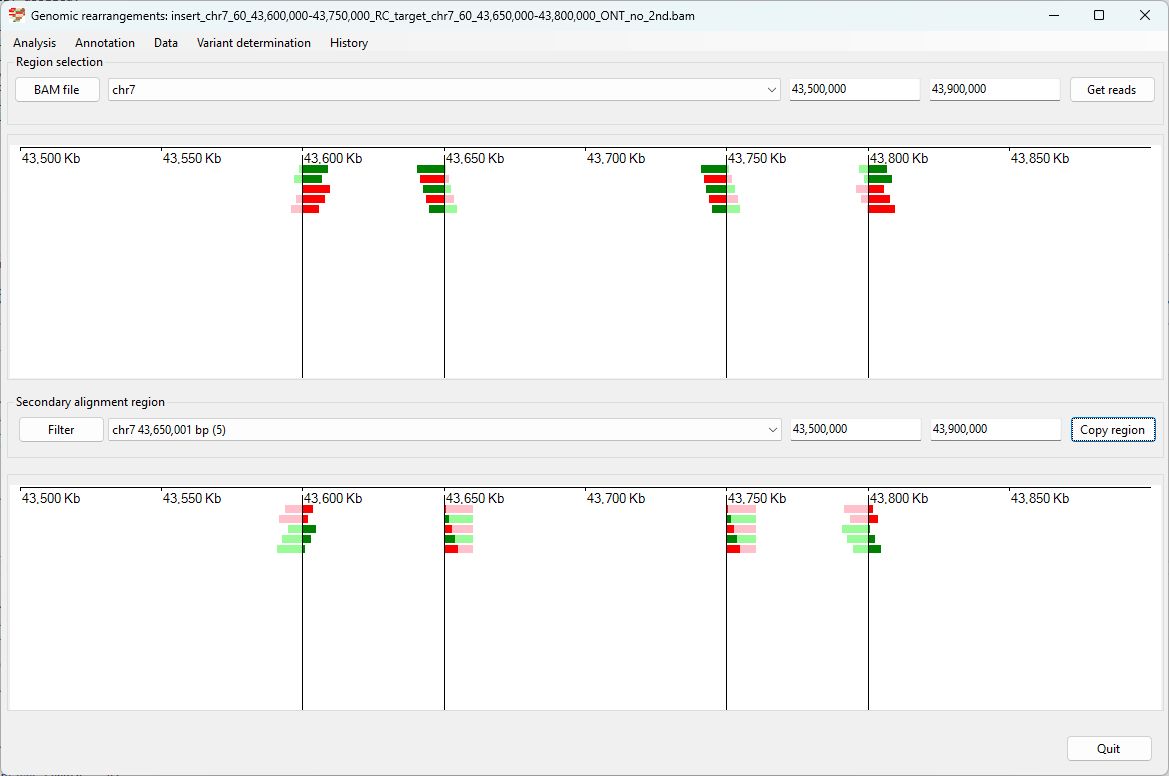 Genomic rearrangements: insert_chr7_60_43,600,000-43,750,000_RC_target_chr7_60_43,650,000-43,800,000_ONT_no_2nd.bam
Analysis Annotation Data Variant determination History
Region selection
BAM file chr7 43,500,000 43,900,000 Get reads
43,500 Kb 43,550 Kb 43,600 Kb 43,650 Kb 43,700 Kb 43,750 Kb 43,800 Kb 43,850 Kb
Secondary alignment region
Filter chr7 43,650,001 bp (5) 43,500,000 43,900,000 Copy region
43,500 Kb 43,550 Kb 43,600 Kb 43,650 Kb 43,700 Kb 43,750 Kb 43,800 Kb 43,850 Kb
Quit